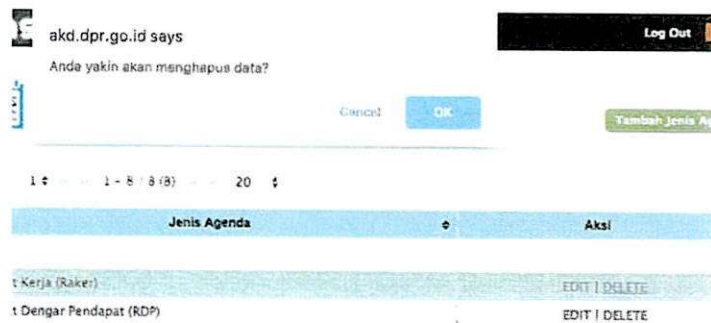 akd.dpr.go.id says
Log Out
Anda yakin akan menghapus data?
Cancel OK
Tambah Jenis Ag
1 1 - 8 / 8 (8) 20
Jenis Agenda Aksi
t Kerja (Raker) EDIT | DELETE
t Dengar Pendapat (RDP) EDIT | DELETE